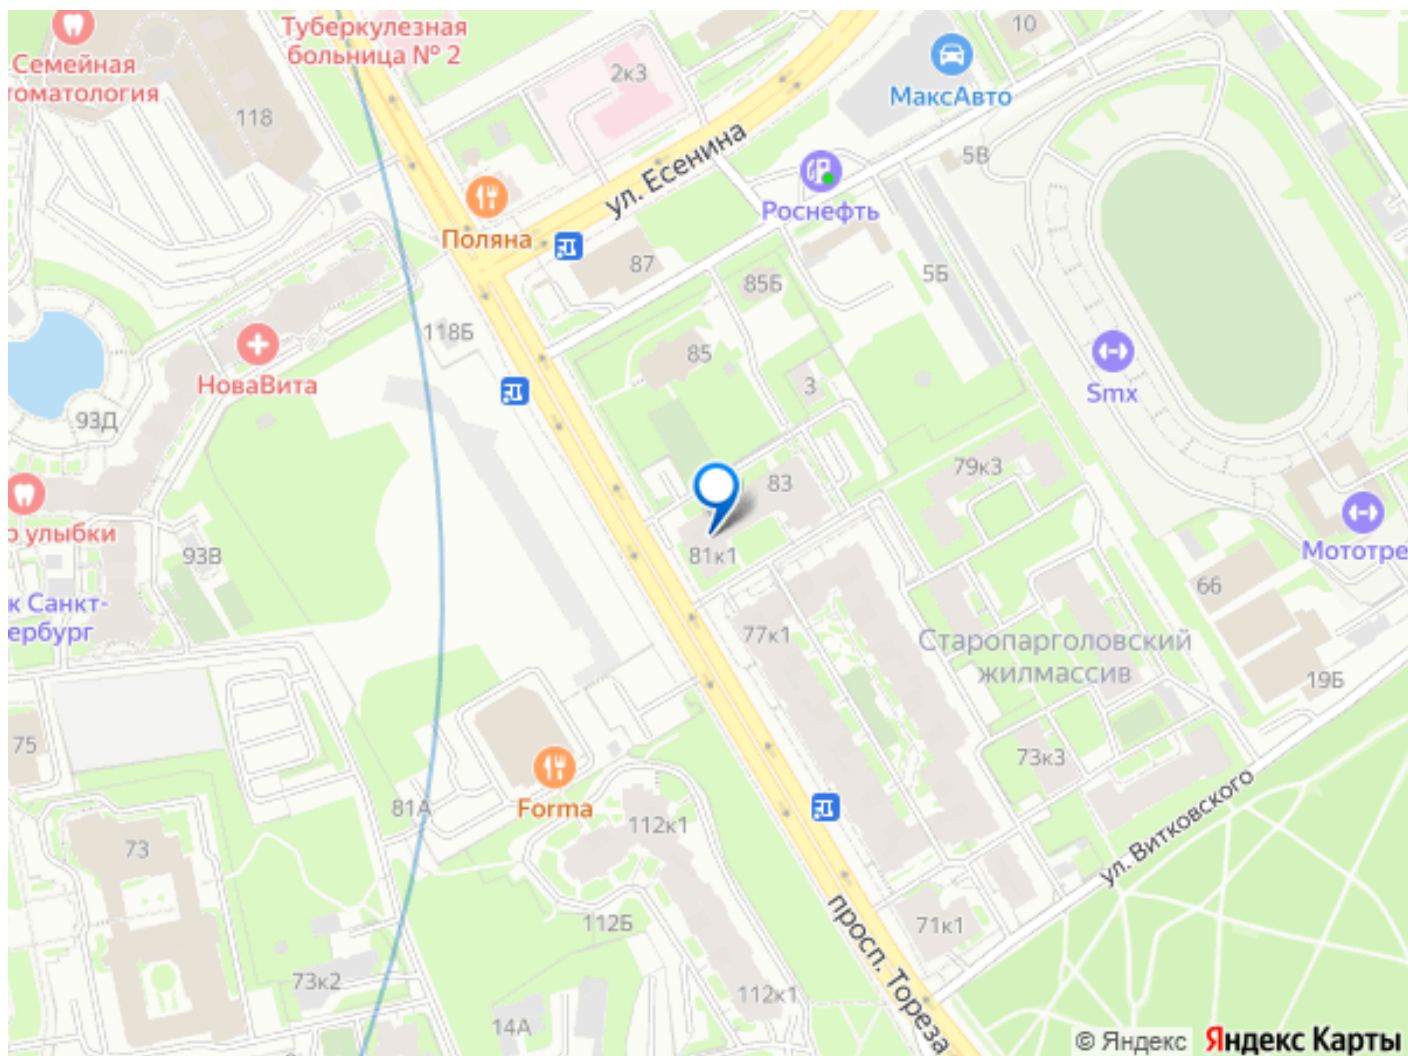 Туберкулезная
больница № 2
10
Семейная
томатология
2к3
МаксАвто
118
5В
ул. Есенина
Роснефть
Поляна
87
5Б
85Б
118Б
85
НоваВита
3
Smx
93Д
79к3
83
о улыбки
93В
81к1
Мототре
к Санкт-
ербург
66
77к1
Старопарголовский
жилмассив
19Б
75
73к3
Forma
81А
112к1
73
ул. Витковского
112Б
71к1
просп. Тореза
73к2
112к1
14А
© Яндекс
Яндекс Карты